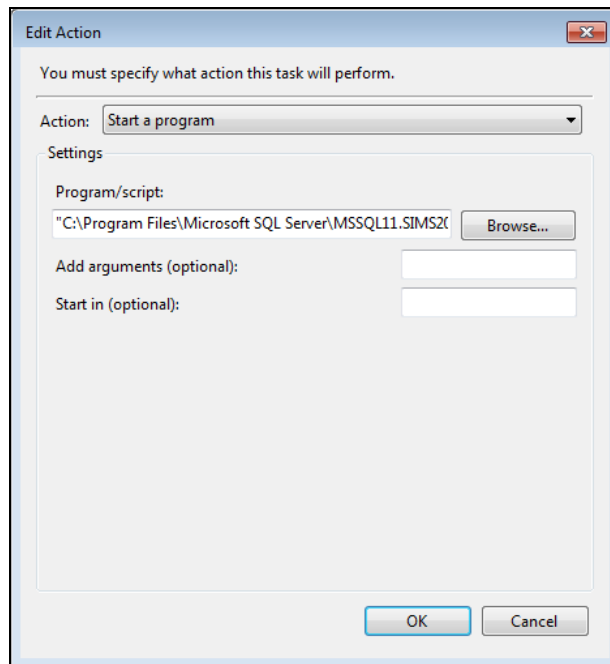 Edit Action
You must specify what action this task will perform.
Action: Start a program
Settings
Program/script:
"C:\Program Files\Microsoft SQL Server\MSSQL11.SIMS20 Browse...
Add arguments (optional):
Start in (optional):
OK Cancel